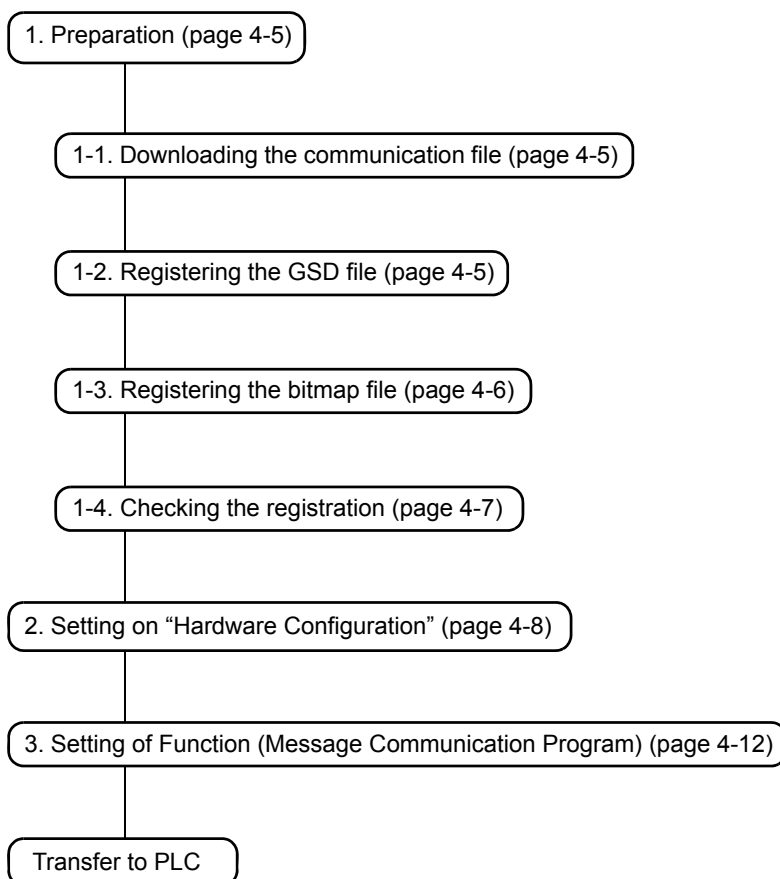 1. Preparation (page 4-5)
1-1. Downloading the communication file (page 4-5)
1-2. Registering the GSD file (page 4-5)
1-3. Registering the bitmap file (page 4-6)
1-4. Checking the registration (page 4-7)
2. Setting on “Hardware Configuration” (page 4-8)
3. Setting of Function (Message Communication Program) (page 4-12)
Transfer to PLC